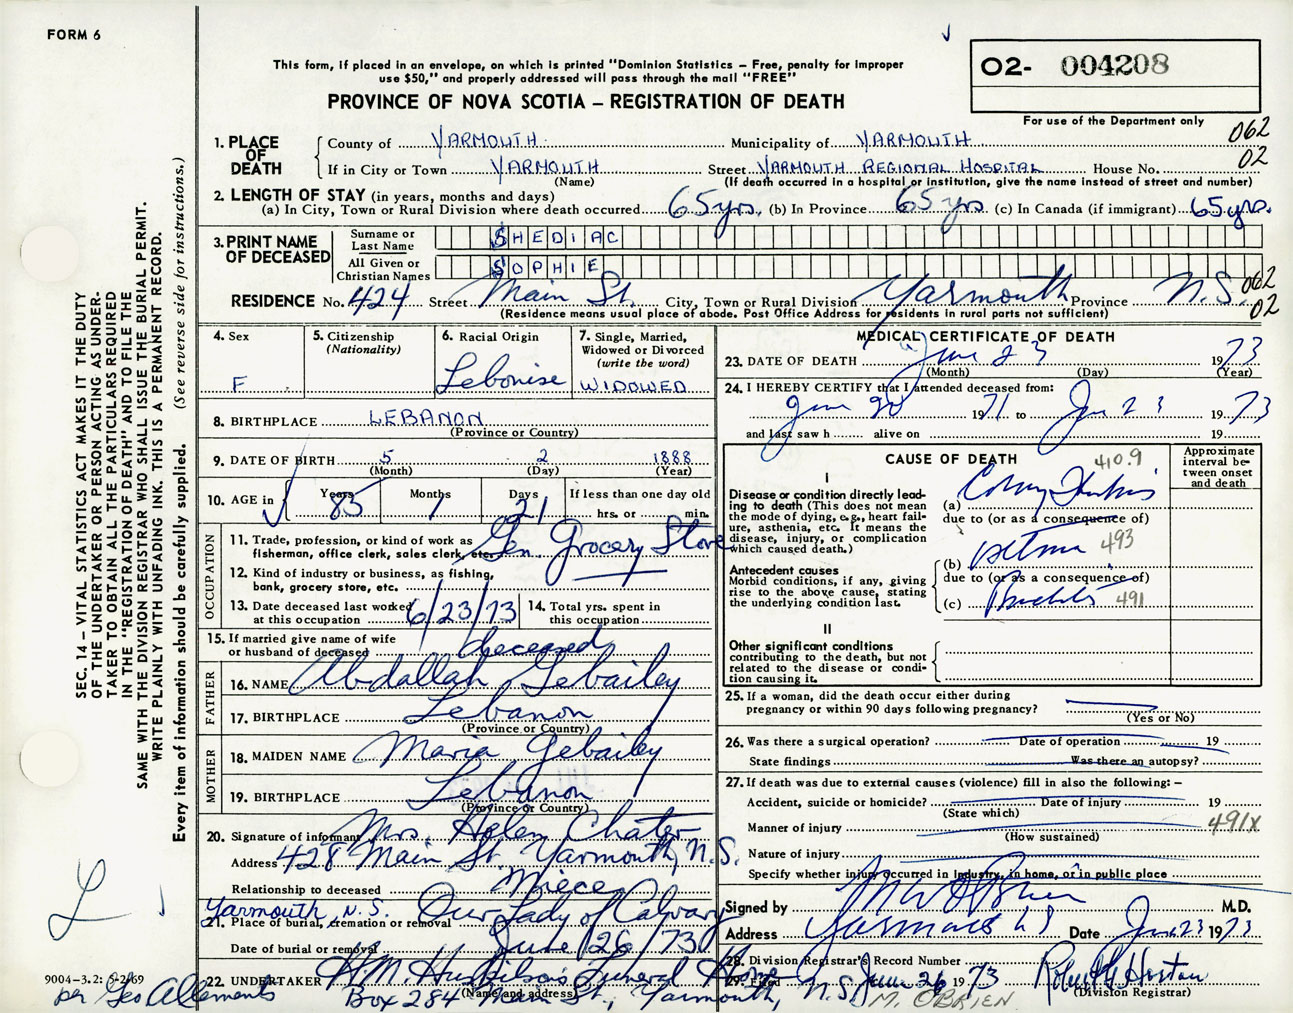 FORM 6
This form, if placed in an envelope, on which is printed "Dominion Statistics – Free, penalty for improper
use $50," and properly addressed will pass through the mail "FREE"
O2- 004208
PROVINCE OF NOVA SCOTIA – REGISTRATION OF DEATH
For use of the Department only
062
02
1. PLACE OF DEATH
County of YARMOUTH Municipality of YARMOUTH
If in City or Town YARMOUTH Street YARMOUTH REGIONAL HOSPITAL House No.
(Name) (If death occurred in a hospital or institution, give the name instead of street and number)
2. LENGTH OF STAY (in years, months and days)
(a) In City, Town or Rural Division where death occurred 65 yrs. (b) In Province 65 yrs (c) In Canada (if immigrant) 65 yrs.
3. PRINT NAME OF DECEASED
Surname or Last Name SHEDIAC
All Given or Christian Names SOPHIE
RESIDENCE No. 424 Street Main St. City, Town or Rural Division Yarmouth Province N.S. 062
02
(Residence means usual place of abode. Post Office Address for residents in rural parts not sufficient)
4. Sex F
5. Citizenship (Nationality)
6. Racial Origin Lebonise
7. Single, Married, Widowed or Divorced (write the word) WIDOWED
8. BIRTHPLACE LEBANON
(Province or Country)
9. DATE OF BIRTH 5 2 1888
(Month) (Day) (Year)
10. AGE in Years 85 Months 1 Days 21 If less than one day old
hrs. or min.
OCCUPATION
11. Trade, profession, or kind of work as fisherman, office clerk, sales clerk, etc. Gen. Grocery Store
12. Kind of industry or business, as fishing, bank, grocery store, etc.
13. Date deceased last worked at this occupation 6/23/73
14. Total yrs. spent in this occupation
15. If married give name of wife or husband of deceased deceased
FATHER
16. NAME Abdallah Gebailey
17. BIRTHPLACE Lebanon
(Province or Country)
MOTHER
18. MAIDEN NAME Maria Gebailey
19. BIRTHPLACE Lebanon
(Province or Country)
20. Signature of informant Mrs. Helen Chater
Address 428 Main St. Yarmouth, N.S.
Relationship to deceased Niece
Yarmouth, N.S. Our Lady of Calvary
21. Place of burial, cremation or removal
Date of burial or removal June/26/73
22. UNDERTAKER H.M. Huskilson's Funeral Home
(Name and address) Box 284 Main St., Yarmouth, N.S.
9004-3.2: 5-2/69
per Geo A Clements
MEDICAL CERTIFICATE OF DEATH
23. DATE OF DEATH June 23 1973
(Month) (Day) (Year)
24. I HEREBY CERTIFY that I attended deceased from:
1971 to 23 1973
and last saw h alive on 19
CAUSE OF DEATH
Approximate interval between onset and death
410.9
I
Disease or condition directly leading to death (This does not mean
the mode of dying, e.g., heart failure, asthenia, etc. It means the
disease, injury, or complication which caused death.)
(a)
due to (or as a consequence of)
Antecedent causes
Morbid conditions, if any, giving rise to the above cause, stating the underlying condition last.
(b) 493
due to (or as a consequence of)
(c) 491
II
Other significant conditions
contributing to the death, but not related to the disease or condition causing it.
25. If a woman, did the death occur either during
pregnancy or within 90 days following pregnancy?
(Yes or No)
26. Was there a surgical operation? Date of operation 19
State findings Was there an autopsy?
27. If death was due to external causes (violence) fill in also the following: –
Accident, suicide or homicide? Date of injury 19
(State which)
Manner of injury 491X
(How sustained)
Nature of injury
Specify whether injury occurred in industry, in home, or in public place
Signed by M W O'Brien M.D.
Address Yarmouth NS Date 23 1973
28. Division Registrar's Record Number
29. Filed June 26 1973
(Division Registrar)
M. O'BRIEN
SEC. 14 – VITAL STATISTICS ACT MAKES IT THE DUTY
OF THE UNDERTAKER OR PERSON ACTING AS UNDER-
TAKER TO OBTAIN ALL THE PARTICULARS REQUIRED
IN THE "REGISTRATION OF DEATH" AND TO FILE THE
SAME WITH THE DIVISION REGISTRAR WHO SHALL ISSUE THE BURIAL PERMIT.
WRITE PLAINLY WITH UNFADING INK. THIS IS A PERMANENT RECORD.
Every item of information should be carefully supplied. (See reverse side for instructions.)
L